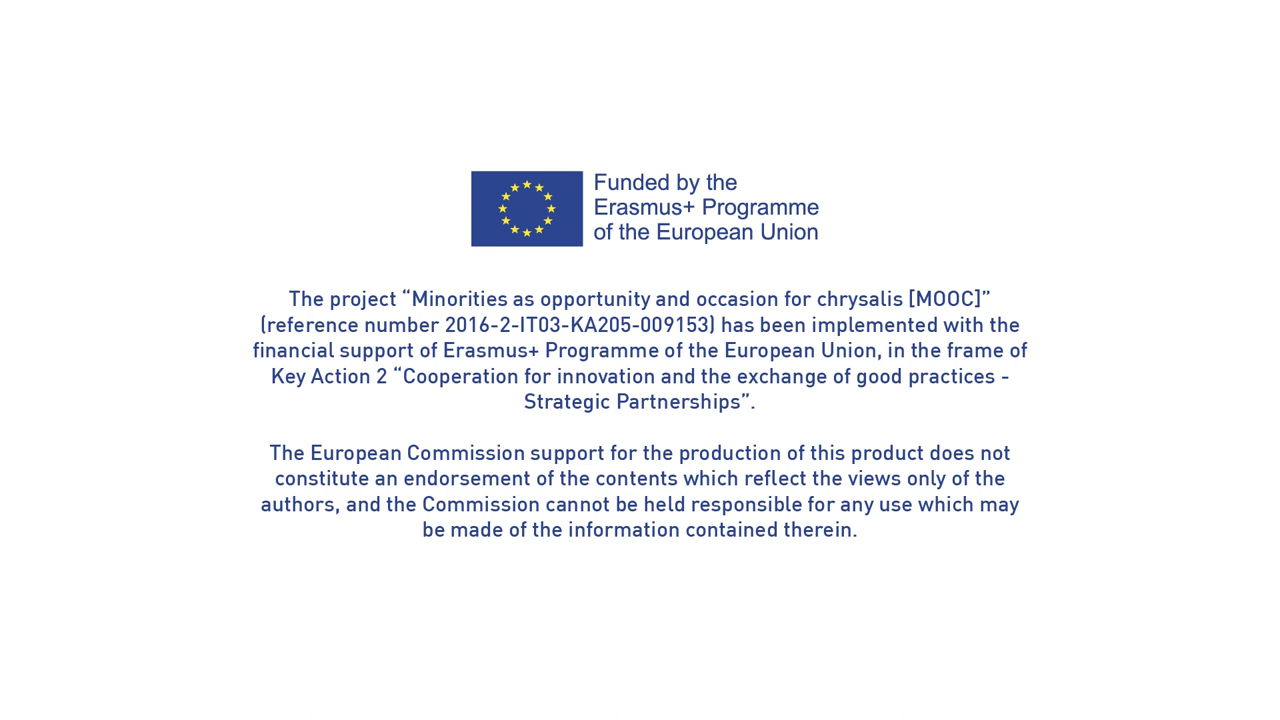 Funded by the
Erasmus+ Programme
of the European Union
The project “Minorities as opportunity and occasion for chrysalis [MOOC]”
(reference number 2016-2-IT03-KA205-009153) has been implemented with the
financial support of Erasmus+ Programme of the European Union, in the frame of
Key Action 2 “Cooperation for innovation and the exchange of good practices -
Strategic Partnerships”.
The European Commission support for the production of this product does not
constitute an endorsement of the contents which reflect the views only of the
authors, and the Commission cannot be held responsible for any use which may
be made of the information contained therein.